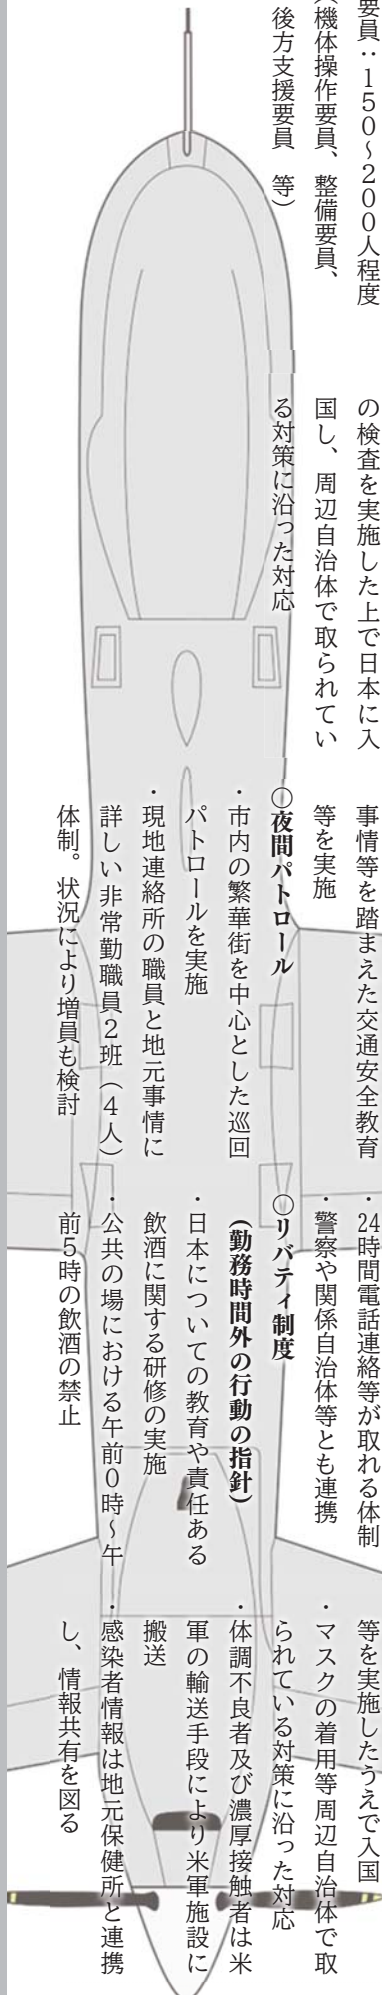 要員：150～200人程度
（機体操作要員、整備要員、
後方支援要員　等）
の検査を実施した上で日本に入
国し、周辺自治体で取られてい
る対策に沿った対応
事情等を踏まえた交通安全教育
等を実施
○夜間パトロール
・市内の繁華街を中心とした巡回
パトロールを実施
・現地連絡所の職員と地元事情に
詳しい非常勤職員2班（4人）
体制。状況により増員も検討
・24時間電話連絡等が取れる体制
・警察や関係自治体等とも連携
○リバティ制度
（勤務時間外の行動の指針）
・日本についての教育や責任ある
飲酒に関する研修の実施
・公共の場における午前0時～午
前5時の飲酒の禁止
等を実施したうえで入国
・マスクの着用等周辺自治体で取
られている対策に沿った対応
・体調不良者及び濃厚接触者は米
軍の輸送手段により米軍施設に
搬送
・感染者情報は地元保健所と連携
し、情報共有を図る